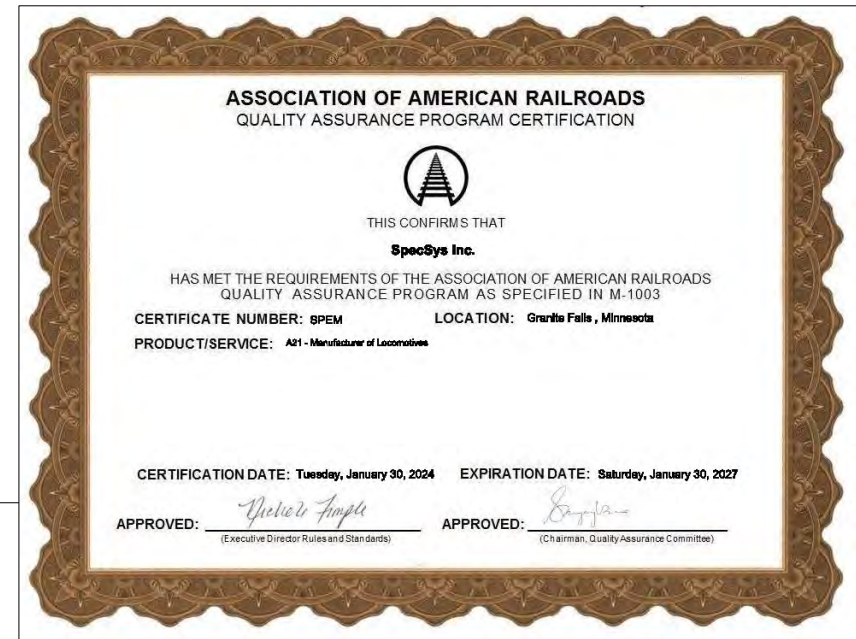 ASSOCIATION OF AMERICAN RAILROADS
QUALITY ASSURANCE PROGRAM CERTIFICATION
THIS CONFIRMS THAT
SpecSys Inc.
HAS MET THE REQUIREMENTS OF THE ASSOCIATION OF AMERICAN RAILROADS
QUALITY ASSURANCE PROGRAM AS SPECIFIED IN M-1003
CERTIFICATE NUMBER: SPEM LOCATION: Granite Falls , Minnesota
PRODUCT/SERVICE: A21 - Manufacturer of Locomotives
CERTIFICATION DATE: Tuesday, January 30, 2024 EXPIRATION DATE: Saturday, January 30, 2027
APPROVED: APPROVED:
(Executive Director Rules and Standards) (Chairman, Quality Assurance Committee)